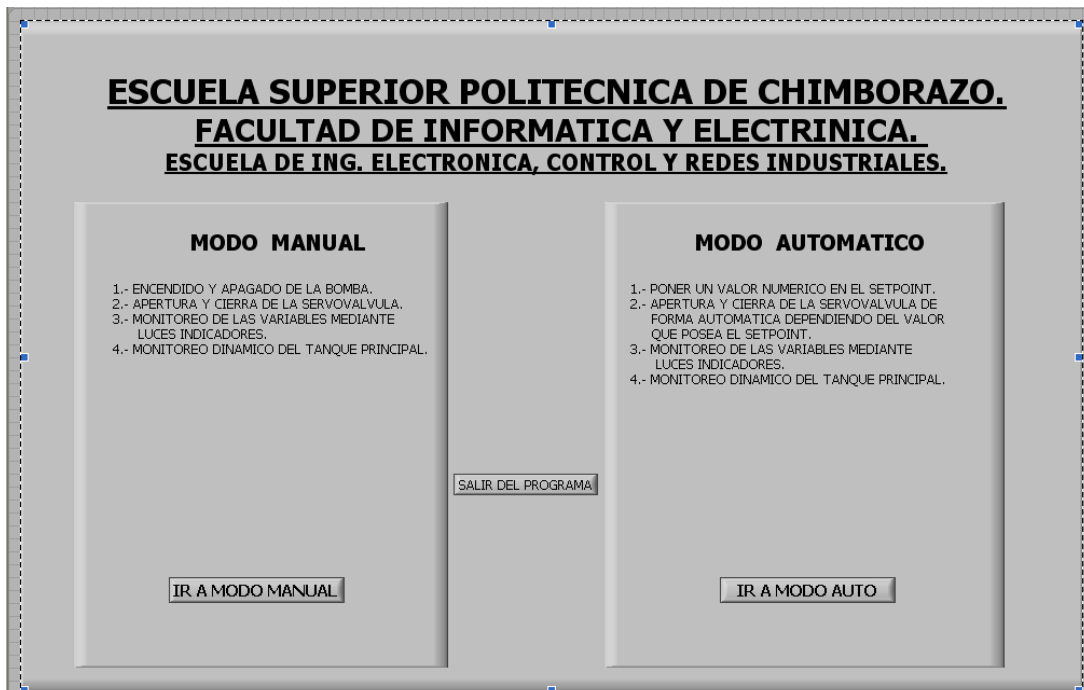 ESCUELA SUPERIOR POLITECNICA DE CHIMBORAZO.
FACULTAD DE INFORMATICA Y ELECTRINICA.
ESCUELA DE ING. ELECTRONICA, CONTROL Y REDES INDUSTRIALES.
MODO MANUAL
1.- ENCENDIDO Y APAGADO DE LA BOMBA.
2.- APERTURA Y CIERRA DE LA SERVOVALVULA.
3.- MONITOREO DE LAS VARIABLES MEDIANTE
LUCES INDICADORES.
4.- MONITOREO DINAMICO DEL TANQUE PRINCIPAL.
IR A MODO MANUAL
SALIR DEL PROGRAMA
MODO AUTOMATICO
1.- PONER UN VALOR NUMERICO EN EL SETPOINT.
2.- APERTURA Y CIERRA DE LA SERVOVALVULA DE
FORMA AUTOMATICA DEPENDIENDO DEL VALOR
QUE POSEA EL SETPOINT.
3.- MONITOREO DE LAS VARIABLES MEDIANTE
LUCES INDICADORES.
4.- MONITOREO DINAMICO DEL TANQUE PRINCIPAL.
IR A MODO AUTO